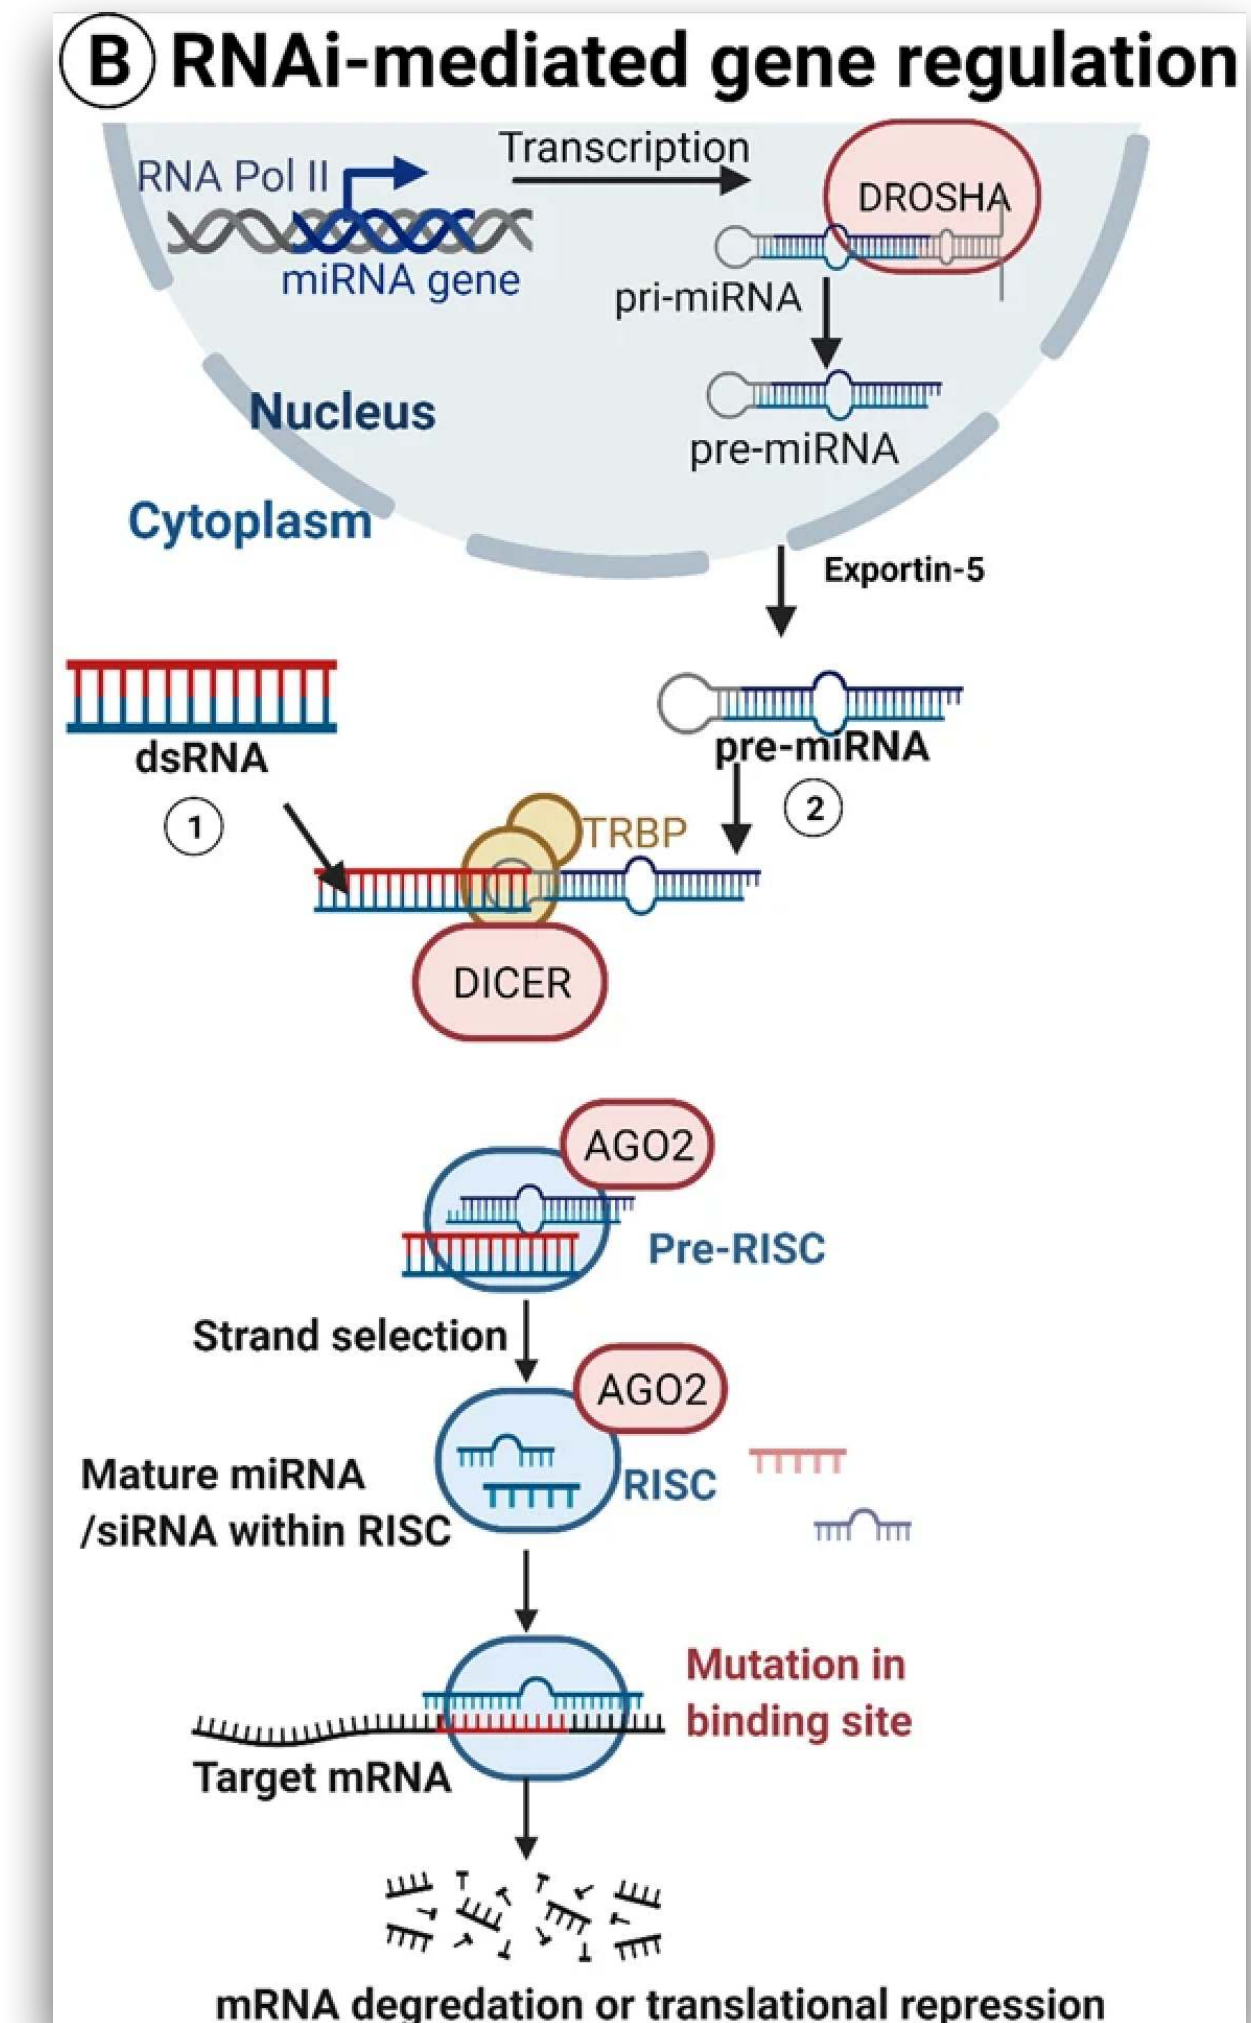 B RNAi-mediated gene regulation
RNA Pol II
Transcription
DROSHA
miRNA gene
pri-miRNA
Nucleus
pre-miRNA
Cytoplasm
Exportin-5
dsRNA
pre-miRNA
1
2
TRBP
DICER
AGO2
Pre-RISC
Strand selection
AGO2
Mature miRNA
/siRNA within RISC
RISC
Mutation in
binding site
Target mRNA
mRNA degredation or translational repression